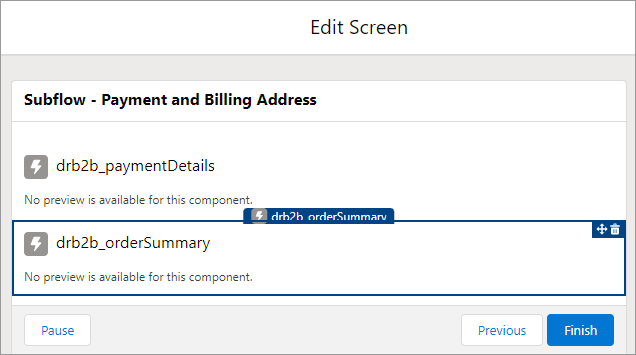 Edit Screen
Subflow - Payment and Billing Address
drb2b_paymentDetails
No preview is available for this component.
drb2b_orderSummary
drb2b_orderSummary
No preview is available for this component.
Pause
Previous
Finish